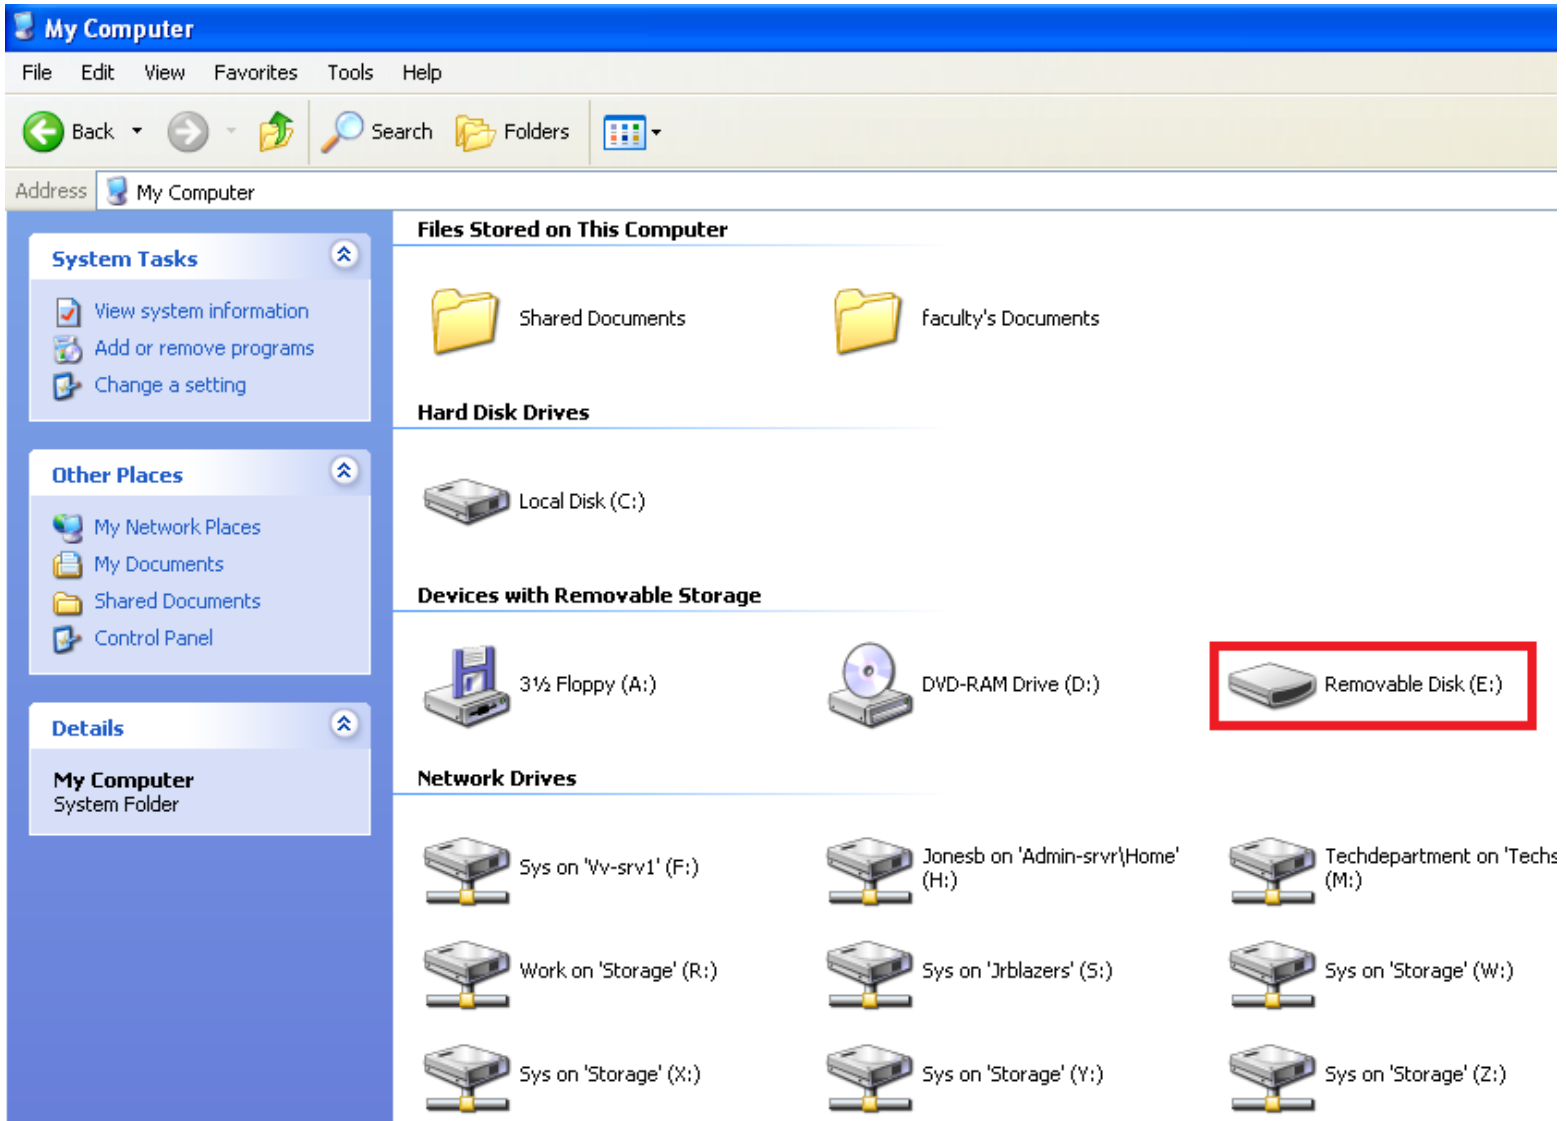 My Computer
File Edit View Favorites Tools Help
Back Search Folders
Address My Computer
System Tasks
View system information
Add or remove programs
Change a setting
Other Places
My Network Places
My Documents
Shared Documents
Control Panel
Details
My Computer
System Folder
Files Stored on This Computer
Shared Documents faculty's Documents
Hard Disk Drives
Local Disk (C:)
Devices with Removable Storage
3½ Floppy (A:) DVD-RAM Drive (D:) Removable Disk (E:)
Network Drives
Sys on 'Vv-srv1' (F:)
Jonesb on 'Admin-srvr\Home'
(H:)
Techdepartment on 'Techs
(M:)
Work on 'Storage' (R:) Sys on 'Jrblazers' (S:) Sys on 'Storage' (W:)
Sys on 'Storage' (X:) Sys on 'Storage' (Y:) Sys on 'Storage' (Z:)